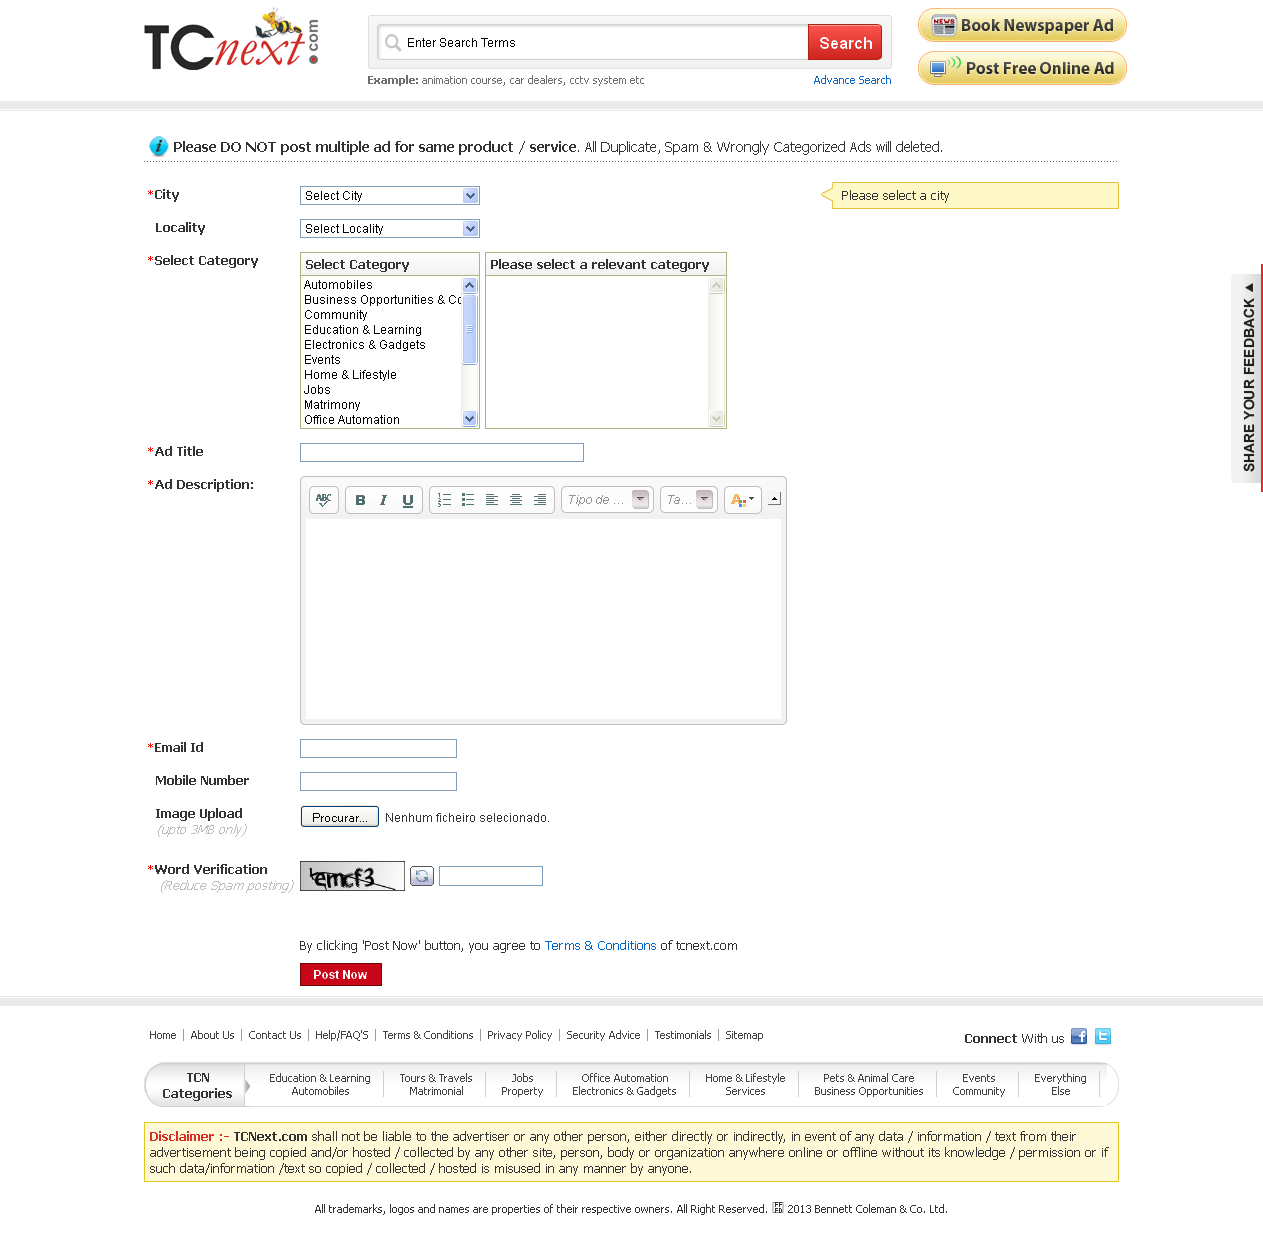 TCnext.com
Enter Search Terms
Search
Example: animation course, car dealers, cctv system etc
Advance Search
Book Newspaper Ad
Post Free Online Ad
Please DO NOT post multiple ad for same product / service. All Duplicate, Spam & Wrongly Categorized Ads will deleted.
*City
Select City
Please select a city
Locality
Select Locality
*Select Category
Select Category
Please select a relevant category
Automobiles
Business Opportunities & Co
Community
Education & Learning
Electronics & Gadgets
Events
Home & Lifestyle
Jobs
Matrimony
Office Automation
SHARE YOUR FEEDBACK
*Ad Title
*Ad Description:
ABC
B I U
Tipo de ...
Ta...
A
*Email Id
Mobile Number
Image Upload
(upto 3MB only)
Procurar...
Nenhum ficheiro selecionado.
*Word Verification
(Reduce Spam posting)
By clicking 'Post Now' button, you agree to Terms & Conditions of tcnext.com
Post Now
Home | About Us | Contact Us | Help/FAQ'S | Terms & Conditions | Privacy Policy | Security Advice | Testimonials | Sitemap
Connect With us
TCN
Categories
Education & Learning
Automobiles
Tours & Travels
Matrimonial
Jobs
Property
Office Automation
Electronics & Gadgets
Home & Lifestyle
Services
Pets & Animal Care
Business Opportunities
Events
Community
Everything
Else
Disclaimer :- TCNext.com shall not be liable to the advertiser or any other person, either directly or indirectly, in event of any data / information / text from their
advertisement being copied and/or hosted / collected by any other site, person, body or organization anywhere online or offline without its knowledge / permission or if
such data/information /text so copied / collected / hosted is misused in any manner by anyone.
All trademarks, logos and names are properties of their respective owners. All Right Reserved. 2013 Bennett Coleman & Co. Ltd.